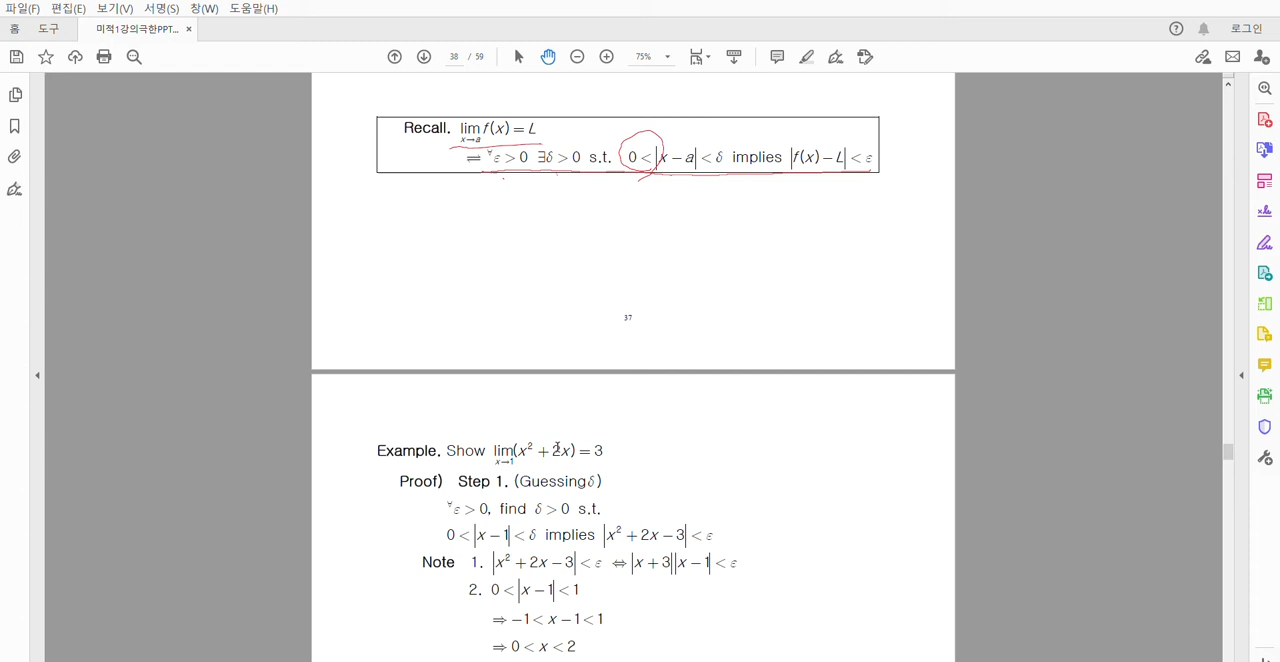 파일(F) 편집(E) 보기(V) 서명(S) 창(W) 도움말(H)
홈 도구 미적1강의극한PPT... × 로그인
38 / 59 75%
Recall. lim f(x) = L
x→a
⇌ ∀ε > 0 ∃δ > 0 s.t. 0 < |x − a| < δ implies |f(x) − L| < ε
37
Example. Show lim(x² + 2x) = 3
x→1
Proof) Step 1. (Guessing δ)
∀ε > 0, find δ > 0 s.t.
0 < |x − 1| < δ implies |x² + 2x − 3| < ε
Note 1. |x² + 2x − 3| < ε ⇔ |x + 3||x − 1| < ε
2. 0 < |x − 1| < 1
⇒ −1 < x − 1 < 1
⇒ 0 < x < 2